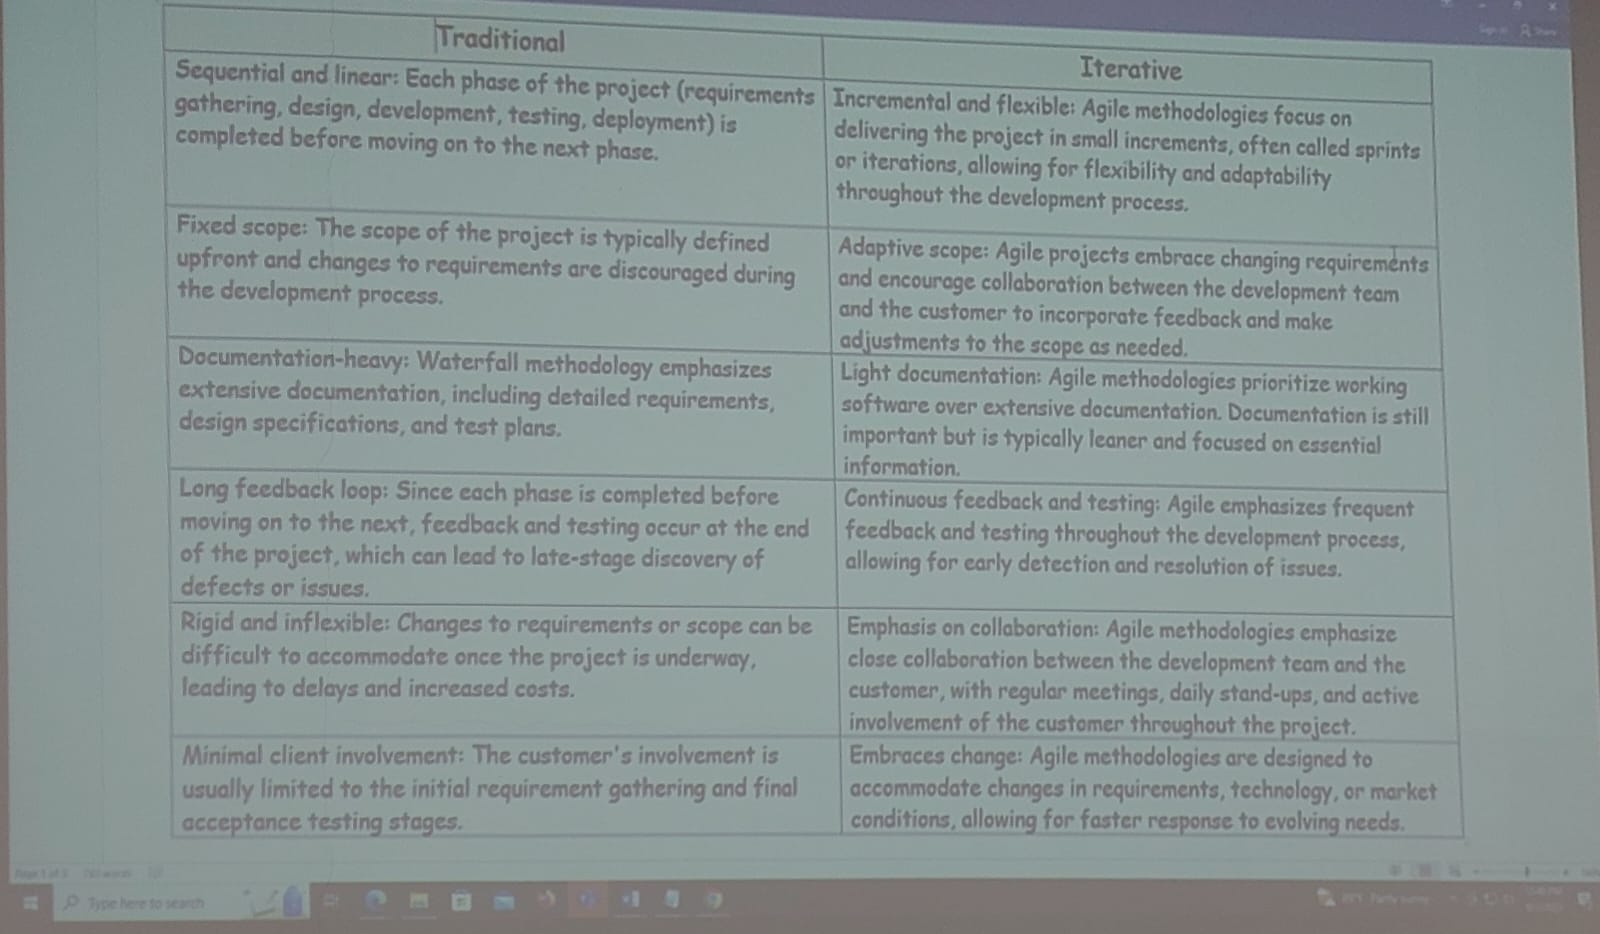 Traditional
Iterative
Sequential and linear: Each phase of the project (requirements
gathering, design, development, testing, deployment) is
completed before moving on to the next phase.
Incremental and flexible: Agile methodologies focus on
delivering the project in small increments, often called sprints
or iterations, allowing for flexibility and adaptability
throughout the development process.
Fixed scope: The scope of the project is typically defined
upfront and changes to requirements are discouraged during
the development process.
Adaptive scope: Agile projects embrace changing requirements
and encourage collaboration between the development team
and the customer to incorporate feedback and make
adjustments to the scope as needed.
Documentation-heavy: Waterfall methodology emphasizes
extensive documentation, including detailed requirements,
design specifications, and test plans.
Light documentation: Agile methodologies prioritize working
software over extensive documentation. Documentation is still
important but is typically leaner and focused on essential
information.
Long feedback loop: Since each phase is completed before
moving on to the next, feedback and testing occur at the end
of the project, which can lead to late-stage discovery of
defects or issues.
Continuous feedback and testing: Agile emphasizes frequent
feedback and testing throughout the development process,
allowing for early detection and resolution of issues.
Rigid and inflexible: Changes to requirements or scope can be
difficult to accommodate once the project is underway,
leading to delays and increased costs.
Emphasis on collaboration: Agile methodologies emphasize
close collaboration between the development team and the
customer, with regular meetings, daily stand-ups, and active
involvement of the customer throughout the project.
Minimal client involvement: The customer's involvement is
usually limited to the initial requirement gathering and final
acceptance testing stages.
Embraces change: Agile methodologies are designed to
accommodate changes in requirements, technology, or market
conditions, allowing for faster response to evolving needs.
Type here to search